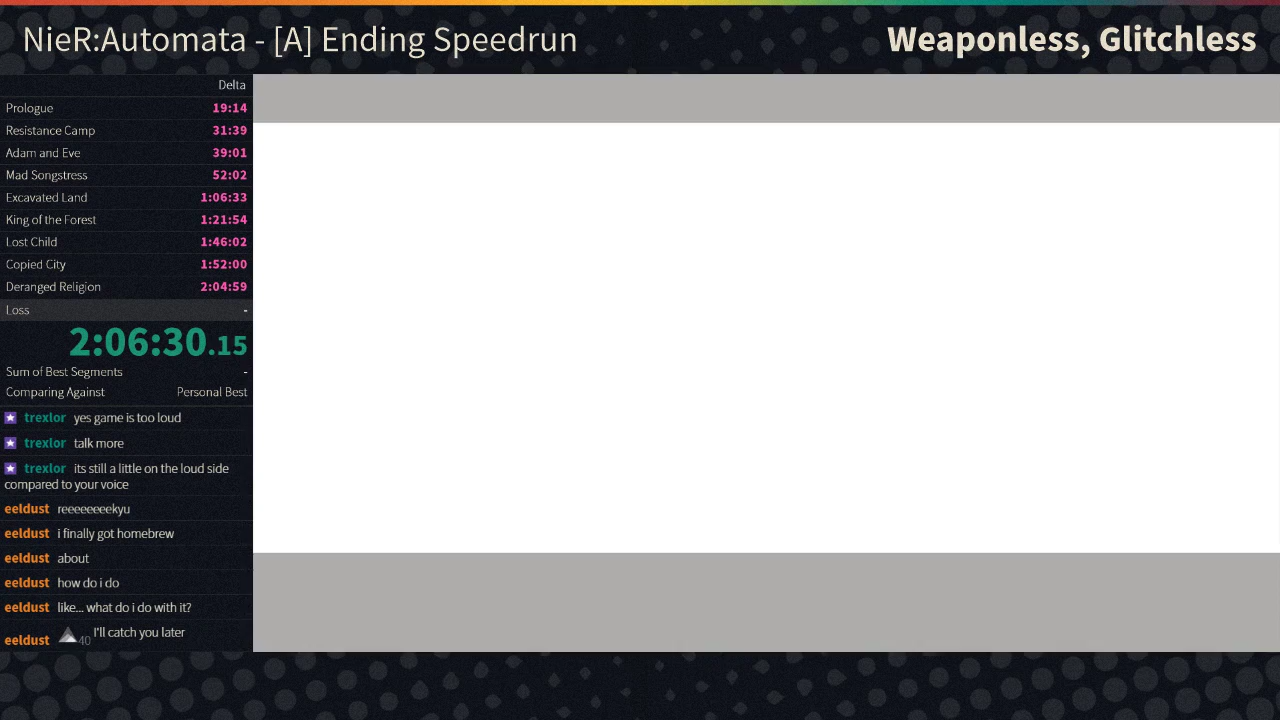 NieR:Automata - [A] Ending Speedrun
Weaponless, Glitchless
Delta
Prologue 19:14
Resistance Camp 31:39
Adam and Eve 39:01
Mad Songstress 52:02
Excavated Land 1:06:33
King of the Forest 1:21:54
Lost Child 1:46:02
Copied City 1:52:00
Deranged Religion 2:04:59
Loss -
2:06:30.15
Sum of Best Segments -
Comparing Against Personal Best
trexlor yes game is too loud
trexlor talk more
trexlor its still a little on the loud side
compared to your voice
eeldust reeeeeeeekyu
eeldust i finally got homebrew
eeldust about
eeldust how do i do
eeldust like... what do i do with it?
eeldust 40 I'll catch you later